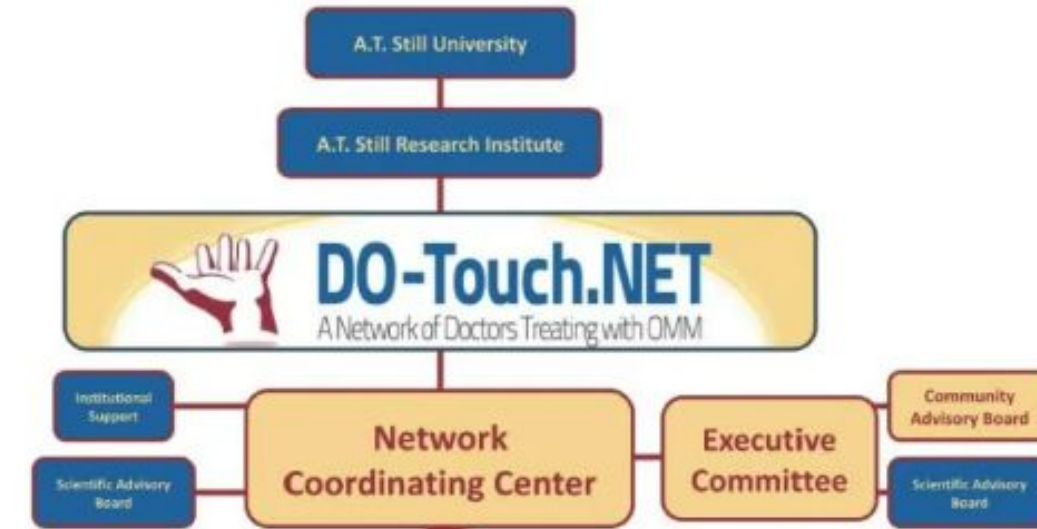 A.T. Still University
A.T. Still Research Institute
DO-Touch.NET
A Network of Doctors Treating with OMM
Institutional
Support
Scientific Advisory
Board
Network
Coordinating Center
Executive
Committee
Community
Advisory Board
Scientific Advisory
Board